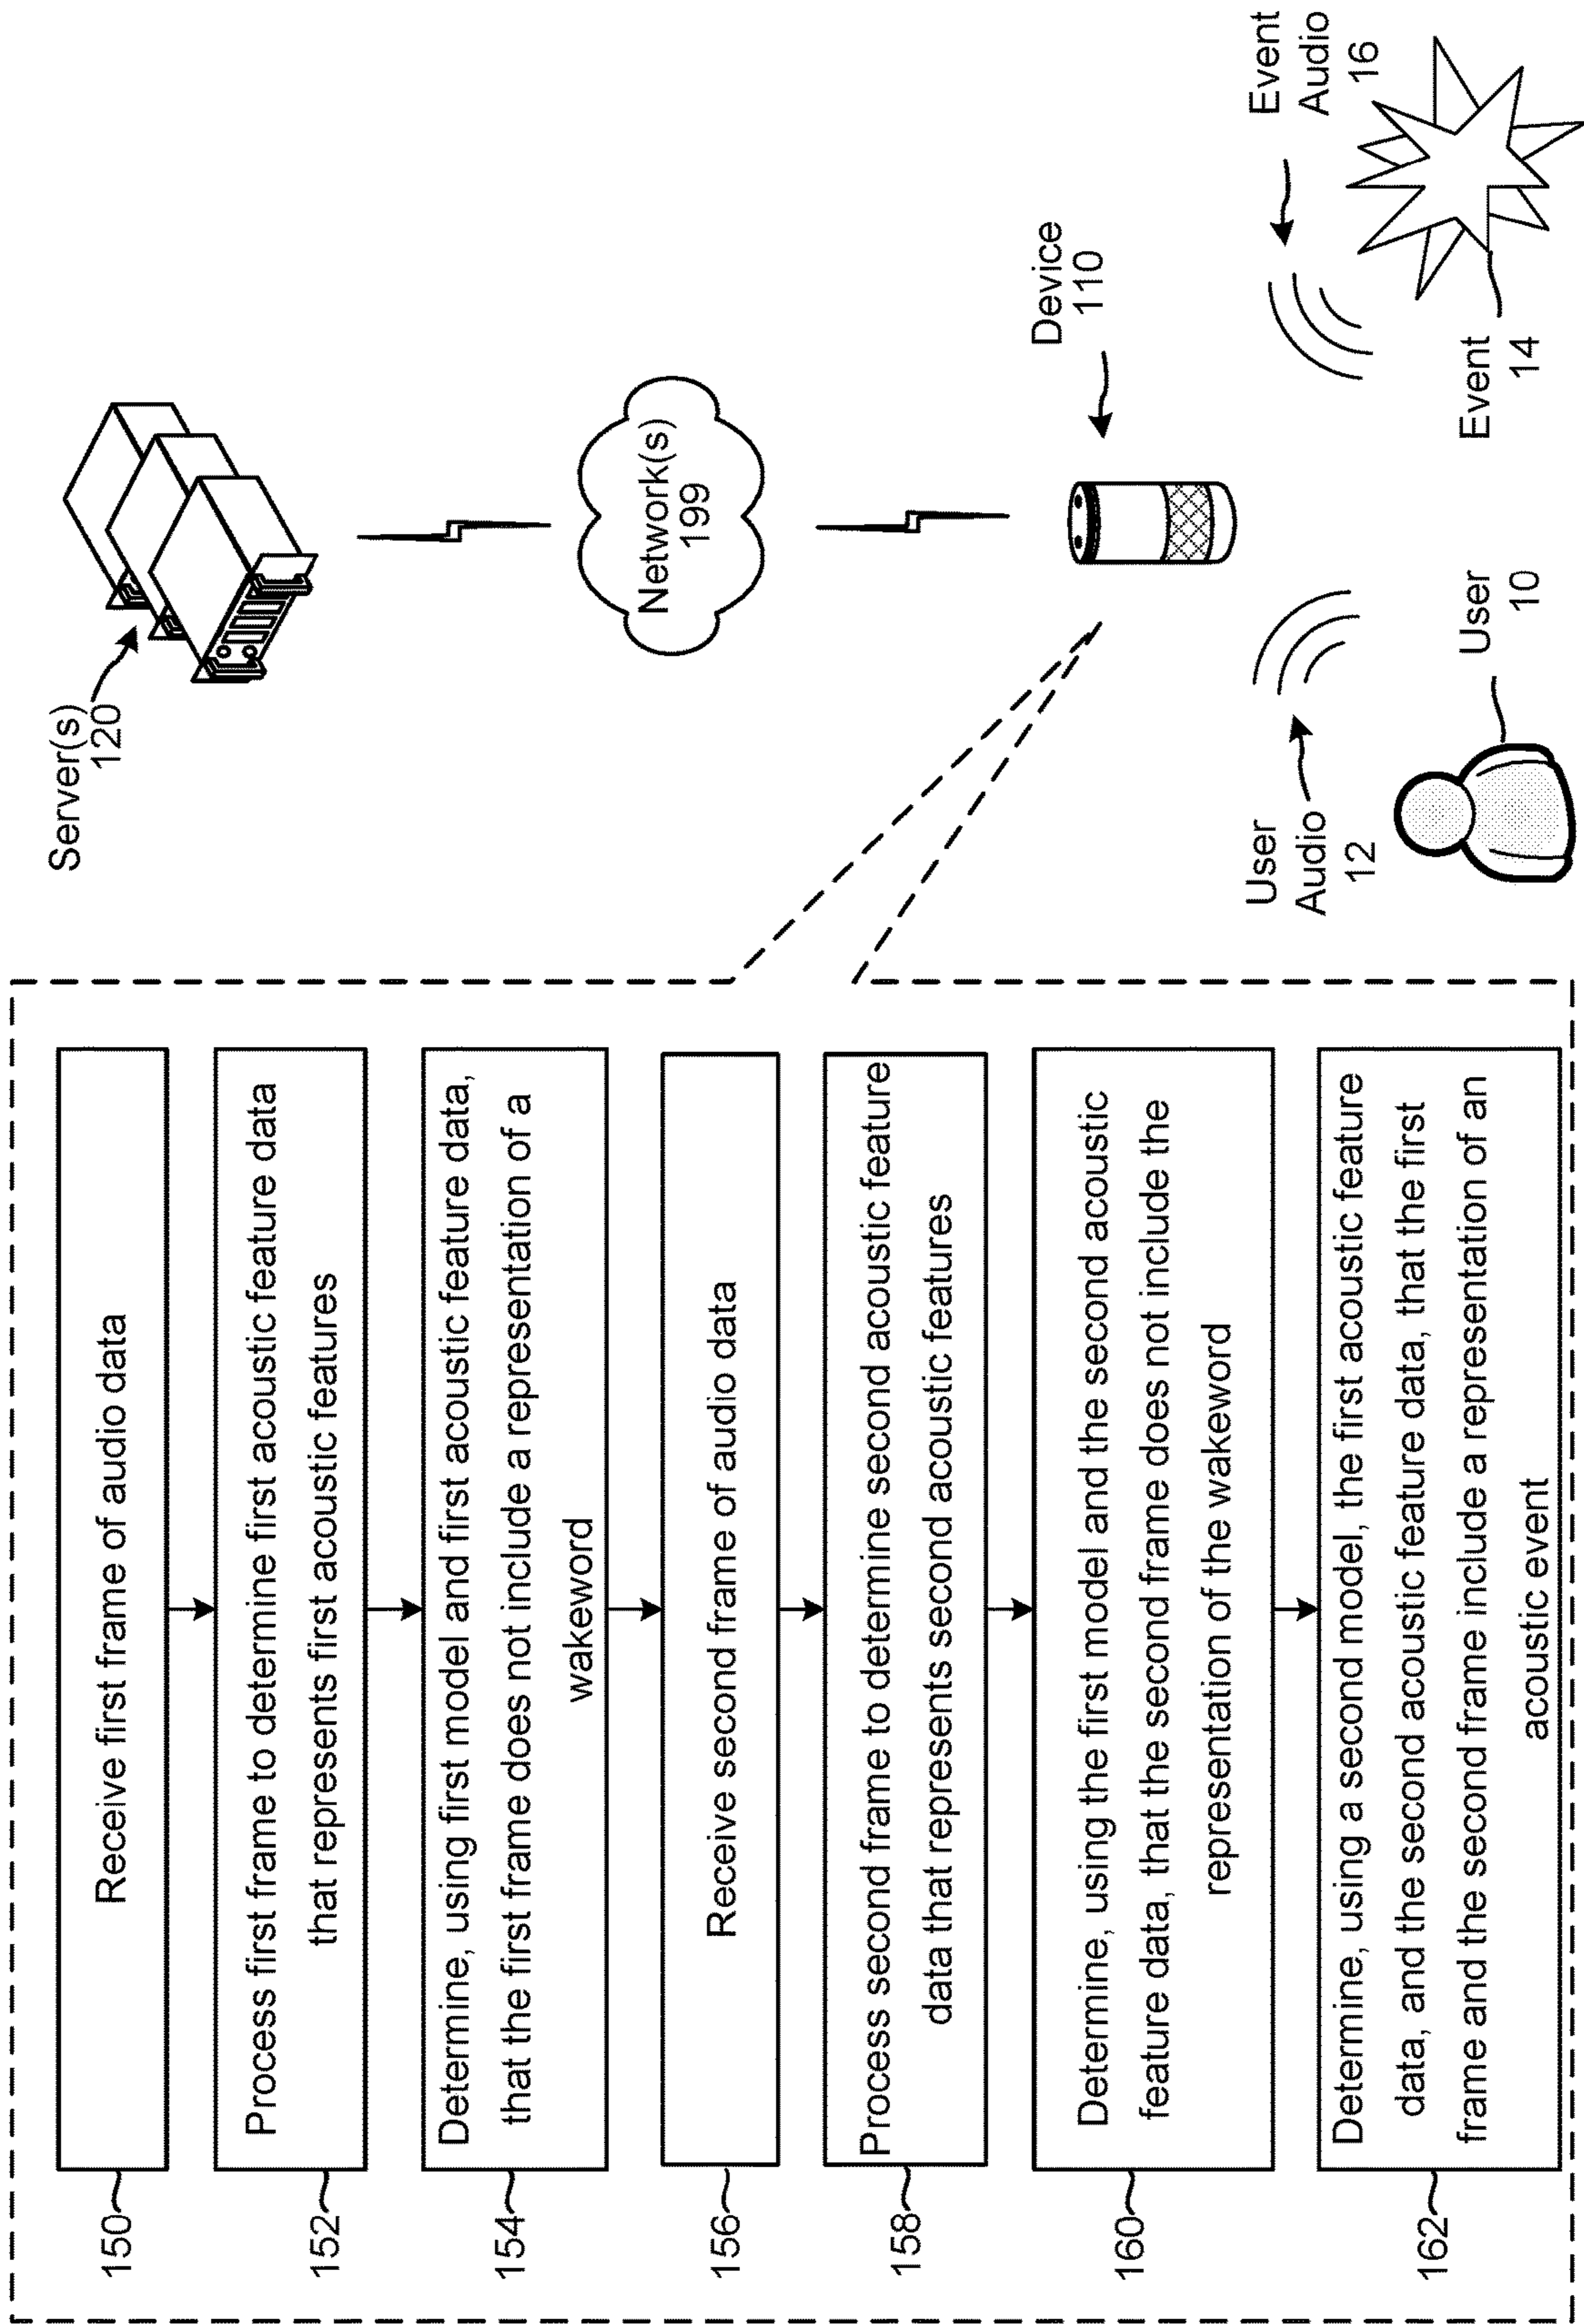 150
Receive first frame of audio data
152
Process first frame to determine first acoustic feature data
that represents first acoustic features
154
Determine, using first model and first acoustic feature data,
that the first frame does not include a representation of a
wakeword
156
Receive second frame of audio data
158
Process second frame to determine second acoustic feature
data that represents second acoustic features
160
Determine, using the first model and the second acoustic
feature data, that the second frame does not include the
representation of the wakeword
162
Determine, using a second model, the first acoustic feature
data, and the second acoustic feature data, that the first
frame and the second frame include a representation of an
acoustic event
Server(s)
120
Network(s)
199
Device
110
User
Audio
12
User
10
Event
Audio
16
Event
14